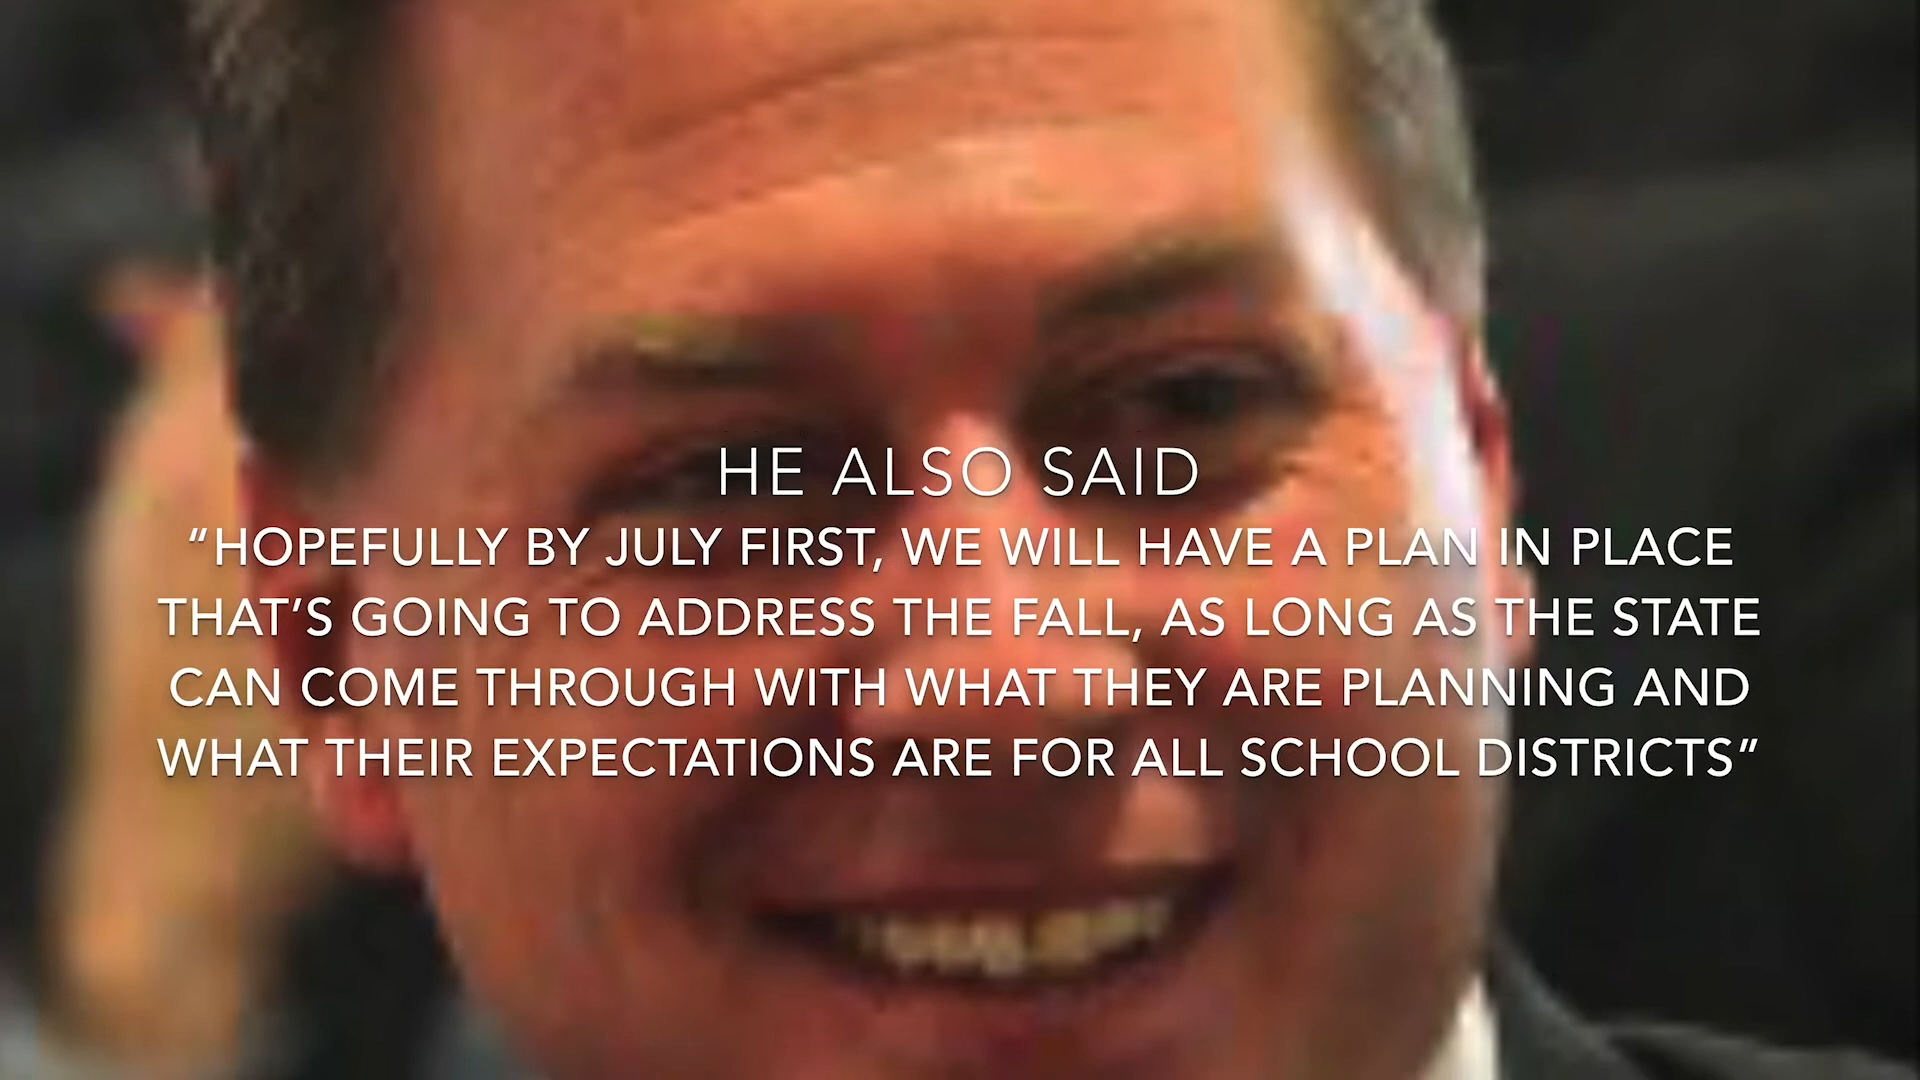 HE ALSO SAID
“HOPEFULLY BY JULY FIRST, WE WILL HAVE A PLAN IN PLACE
THAT’S GOING TO ADDRESS THE FALL, AS LONG AS THE STATE
CAN COME THROUGH WITH WHAT THEY ARE PLANNING AND
WHAT THEIR EXPECTATIONS ARE FOR ALL SCHOOL DISTRICTS”